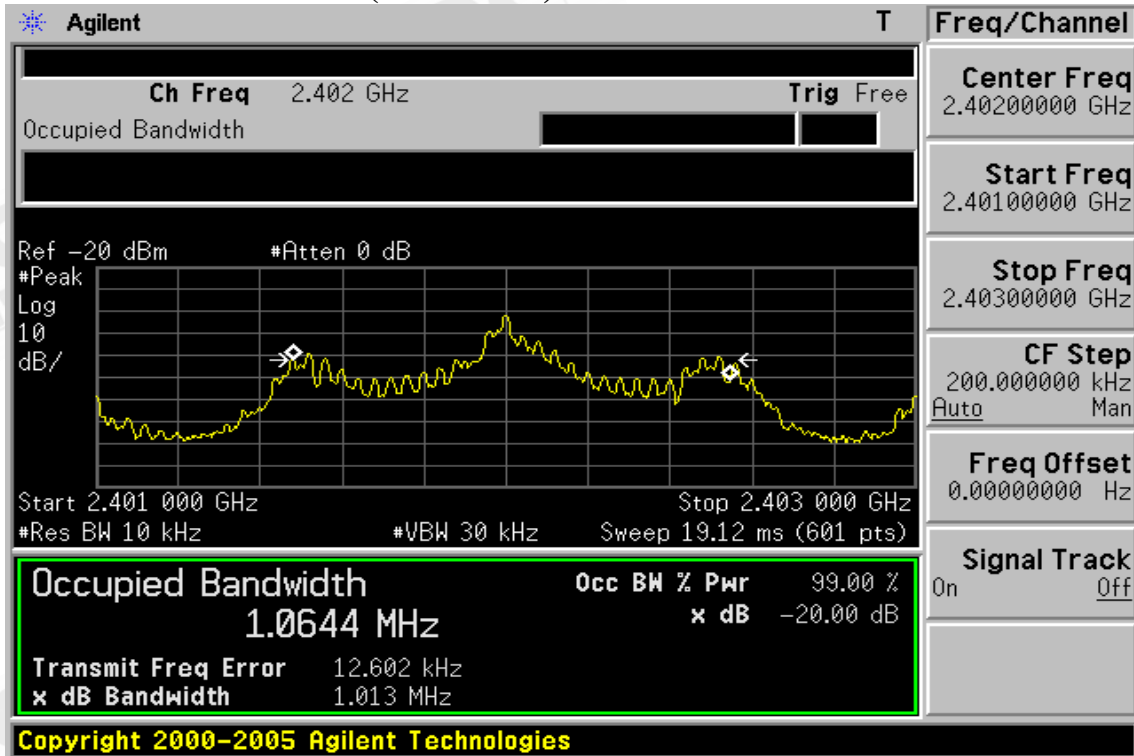 Agilent T Freq/Channel
Ch Freq 2.402 GHz Trig Free
Occupied Bandwidth
Center Freq
2.40200000 GHz
Start Freq
2.40100000 GHz
Stop Freq
2.40300000 GHz
CF Step
200.000000 kHz
Auto Man
Freq Offset
0.00000000 Hz
Signal Track
On Off
Ref -20 dBm #Atten 0 dB
#Peak
Log
10
dB/
Start 2.401 000 GHz Stop 2.403 000 GHz
#Res BW 10 kHz #VBW 30 kHz Sweep 19.12 ms (601 pts)
Occupied Bandwidth Occ BW % Pwr 99.00 %
1.0644 MHz x dB -20.00 dB
Transmit Freq Error 12.602 kHz
x dB Bandwidth 1.013 MHz
Copyright 2000-2005 Agilent Technologies